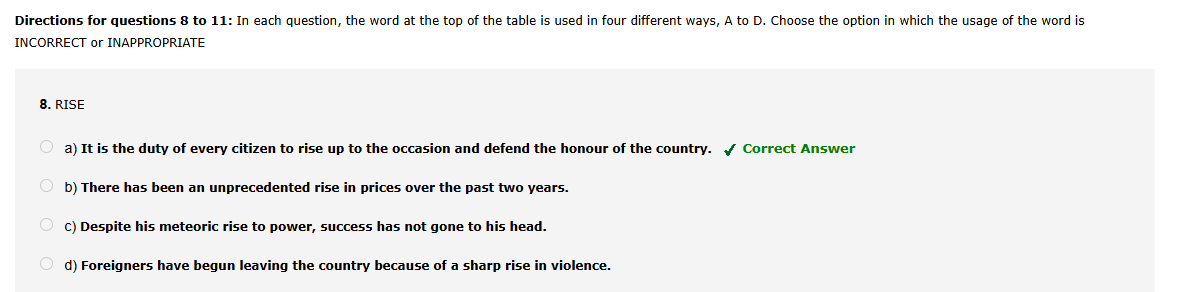 Directions for questions 8 to 11: In each question, the word at the top of the table is used in four different ways, A to D. Choose the option in which the usage of the word is
INCORRECT or INAPPROPRIATE
8. RISE
a) It is the duty of every citizen to rise up to the occasion and defend the honour of the country. ✓ Correct Answer
b) There has been an unprecedented rise in prices over the past two years.
c) Despite his meteoric rise to power, success has not gone to his head.
d) Foreigners have begun leaving the country because of a sharp rise in violence.